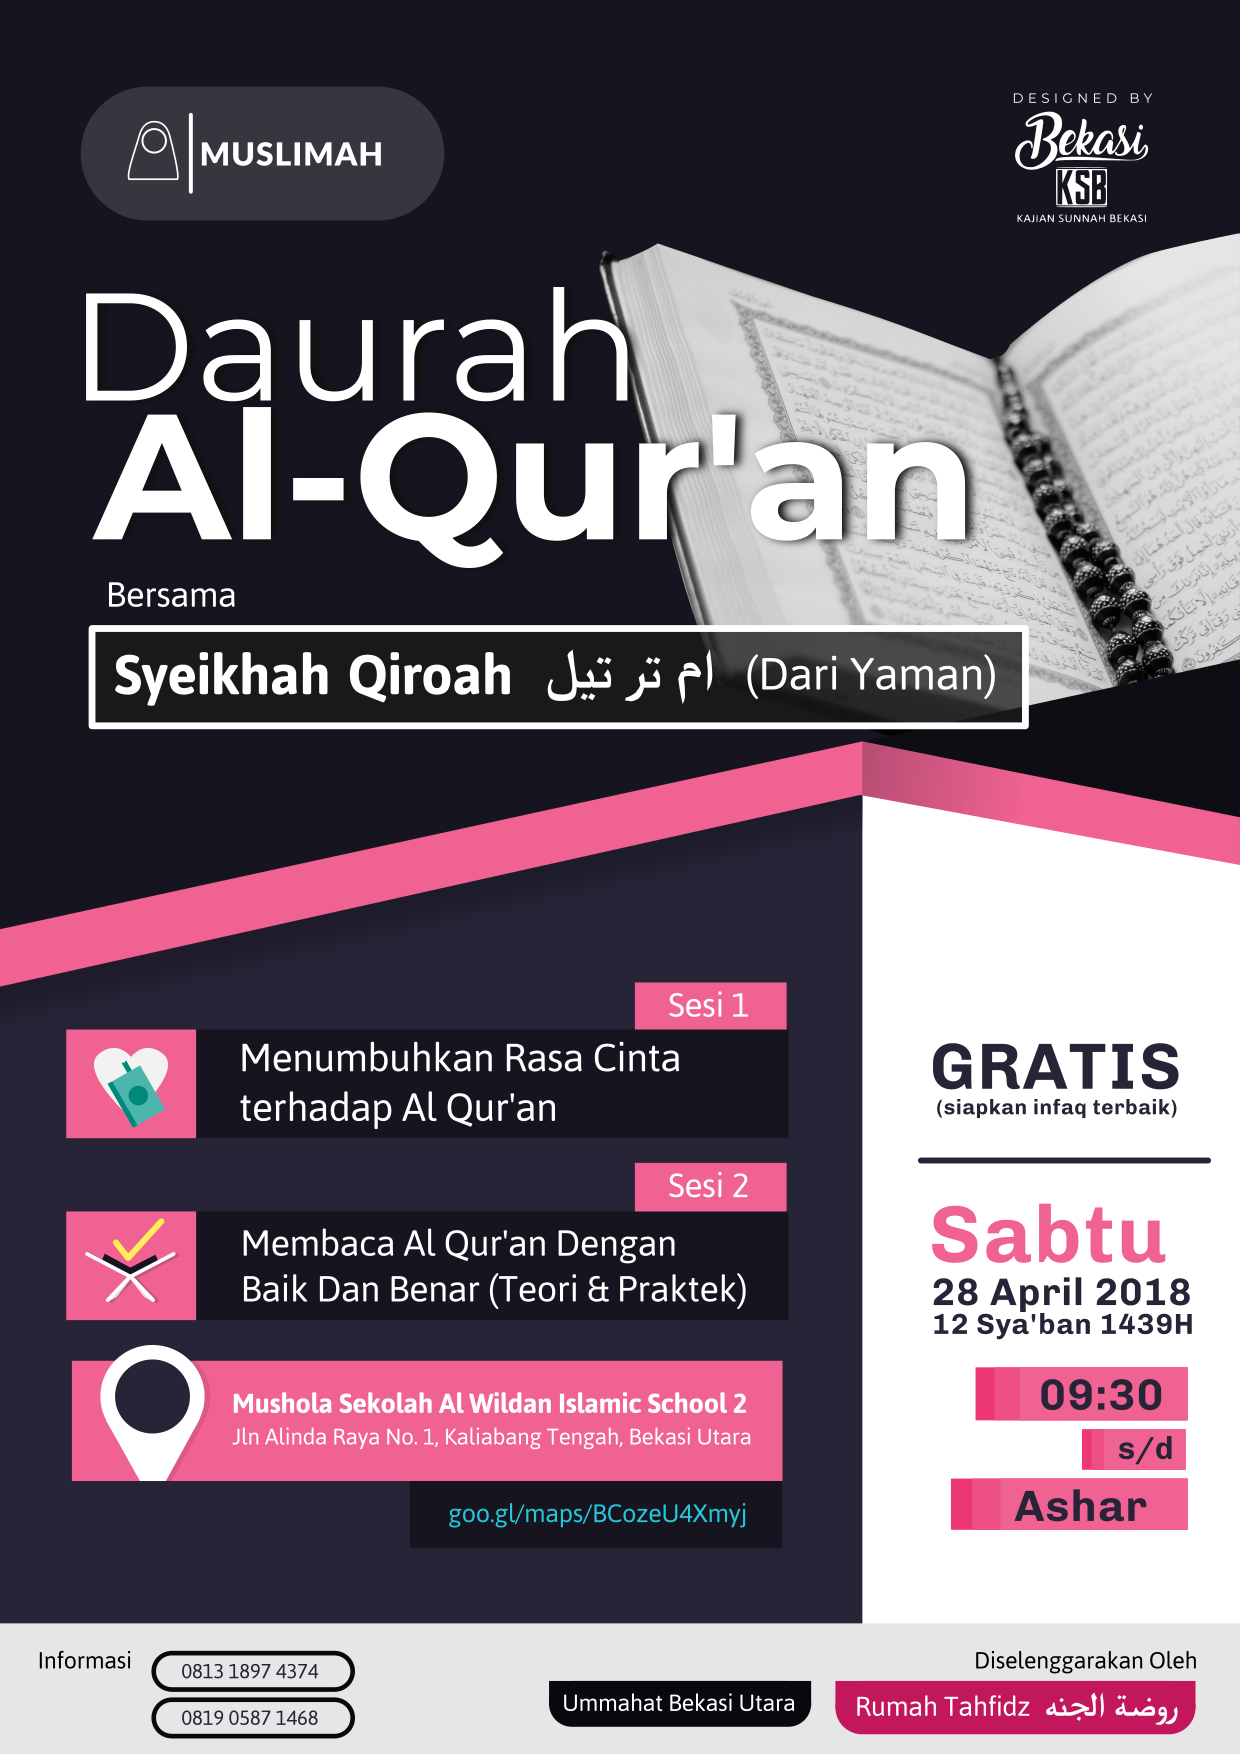 MUSLIMAH
DESIGNED BY
Bekasi
KSB
KAJIAN SUNNAH BEKASI
Daurah
Al-Qur'an
Bersama
Syeikhah Qiroah ام تر تيل (Dari Yaman)
Sesi 1
Menumbuhkan Rasa Cinta
terhadap Al Qur'an
Sesi 2
Membaca Al Qur'an Dengan
Baik Dan Benar (Teori & Praktek)
Mushola Sekolah Al Wildan Islamic School 2
Jln Alinda Raya No. 1, Kaliabang Tengah, Bekasi Utara
goo.gl/maps/BCozeU4Xmyj
GRATIS
(siapkan infaq terbaik)
Sabtu
28 April 2018
12 Sya'ban 1439H
09:30
s/d
Ashar
Informasi
0813 1897 4374
0819 0587 1468
Diselenggarakan Oleh
Ummahat Bekasi Utara
Rumah Tahfidz روضة الجنه